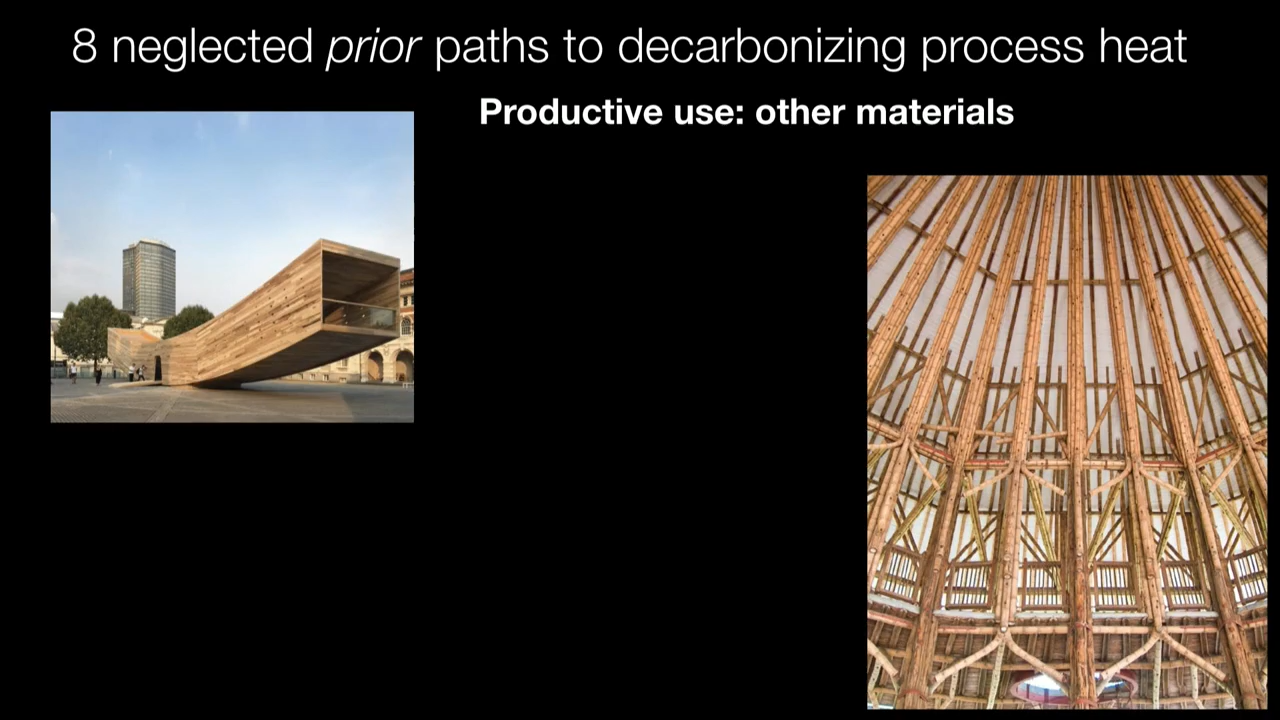 8 neglected prior paths to decarbonizing process heat
Productive use: other materials